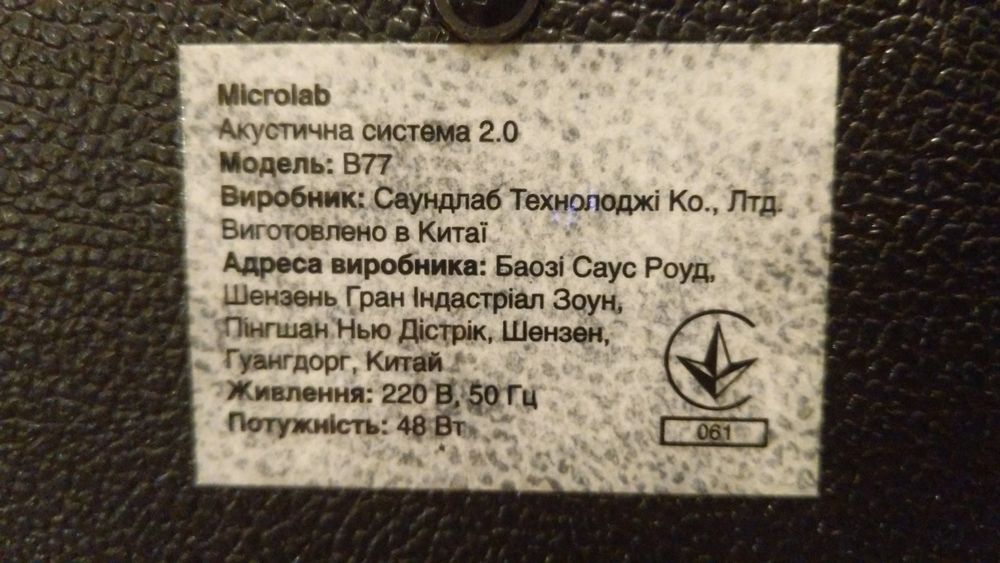 Microlab
Акустична система 2.0
Модель: B77
Виробник: Саундлаб Технолоджі Ко., Лтд.
Виготовлено в Китаї
Адреса виробника: Баозі Саус Роуд,
Шензень Гран Індастріал Зоун,
Пінгшан Нью Дістрік, Шензен,
Гуангдорг, Китай
Живлення: 220 В, 50 Гц
Потужність: 48 Вт
061